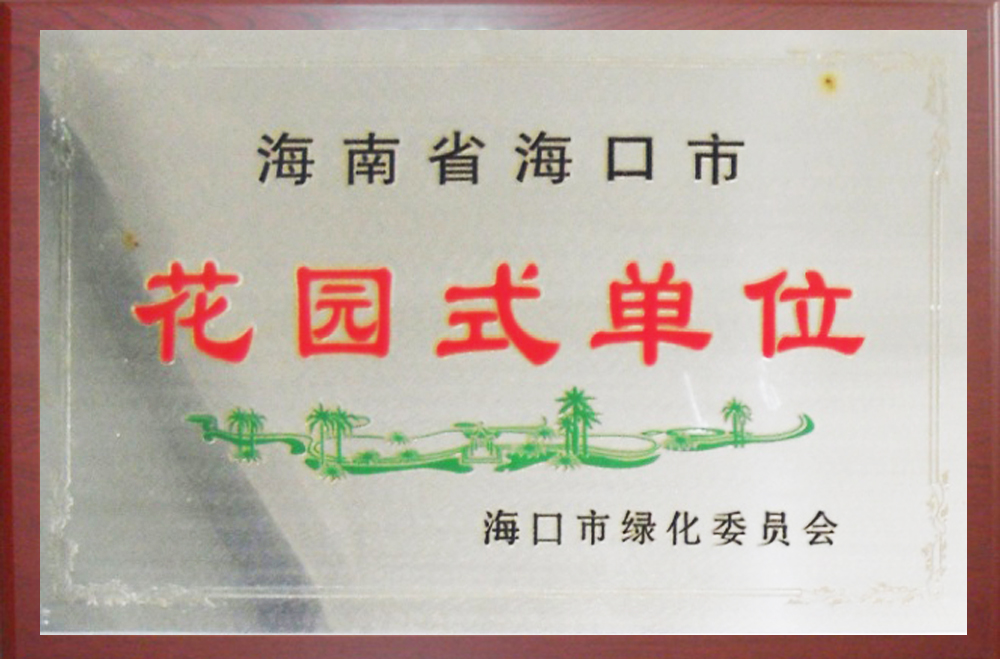 海南省海口市
花园式单位
海口市绿化委员会